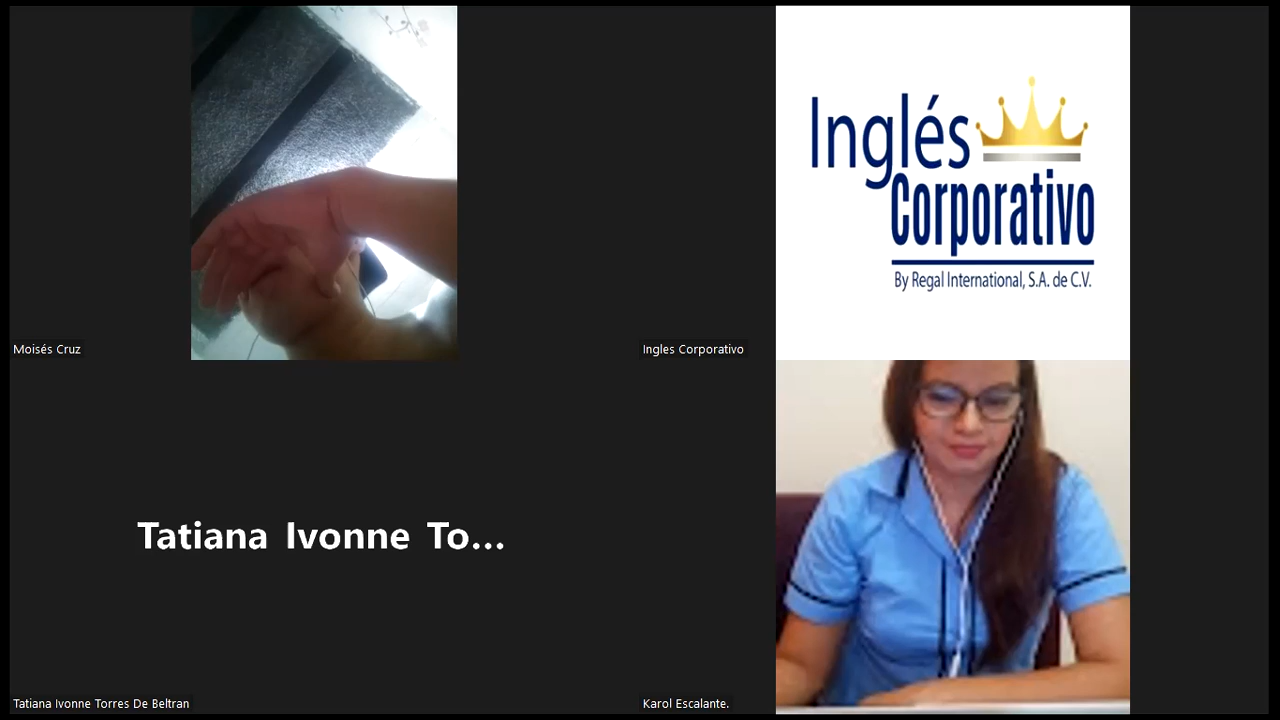 Inglés
Corporativo
By Regal International, S.A. de C.V.
Moisés Cruz
Ingles Corporativo
Tatiana Ivonne To...
Tatiana Ivonne Torres De Beltran
Karol Escalante.